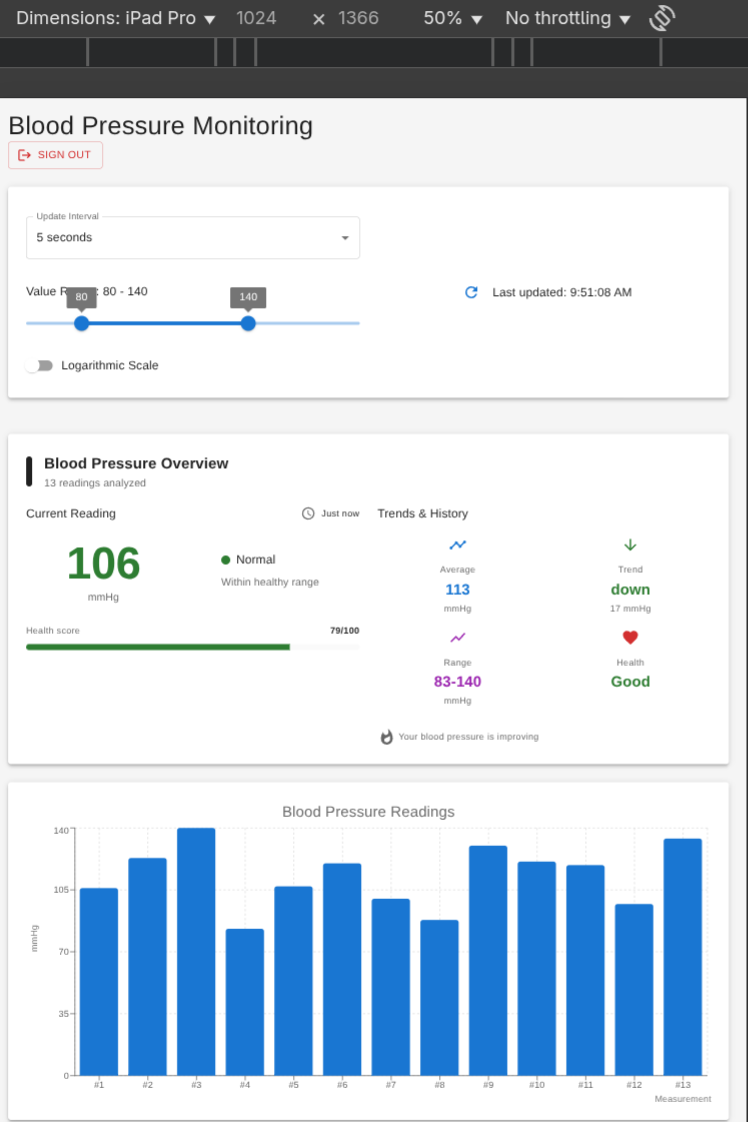 Dimensions: iPad Pro ▼ 1024 × 1366 50% ▼ No throttling ▼
Blood Pressure Monitoring
SIGN OUT
Update Interval
5 seconds
Value R : 80 - 140
80
140
Last updated: 9:51:08 AM
Logarithmic Scale
Blood Pressure Overview
13 readings analyzed
Current Reading
Just now
106
mmHg
Normal
Within healthy range
Health score
79/100
Trends & History
Average
113
mmHg
Trend
down
17 mmHg
Range
83-140
mmHg
Health
Good
Your blood pressure is improving
Blood Pressure Readings
140
105
70
35
0
mmHg
#1 #2 #3 #4 #5 #6 #7 #8 #9 #10 #11 #12 #13
Measurement